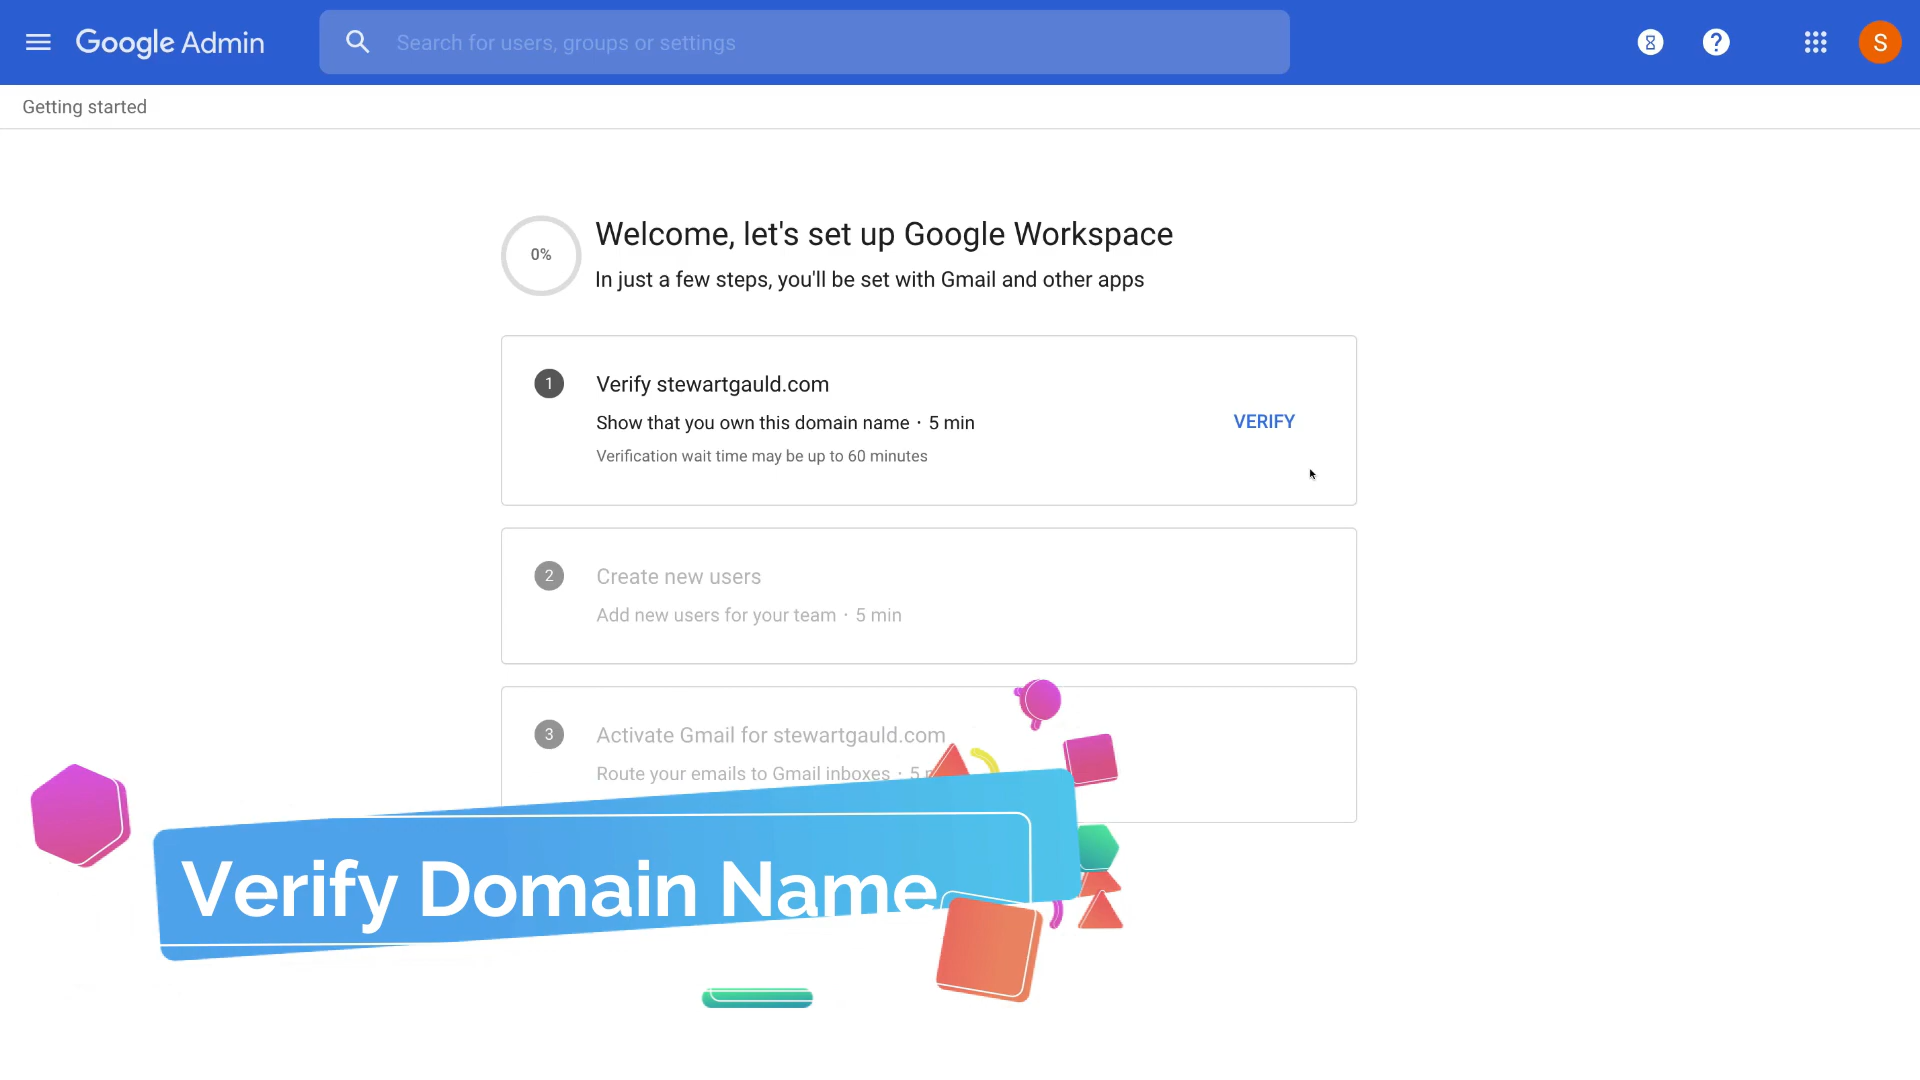 Google Admin
Search for users, groups or settings
S
Getting started
0%
Welcome, let's set up Google Workspace
In just a few steps, you'll be set with Gmail and other apps
1
Verify stewartgauld.com
Show that you own this domain name · 5 min
VERIFY
Verification wait time may be up to 60 minutes
2
Create new users
Add new users for your team · 5 min
3
Activate Gmail for stewartgauld.com
Route your emails to Gmail inboxes · 5
Verify Domain Name